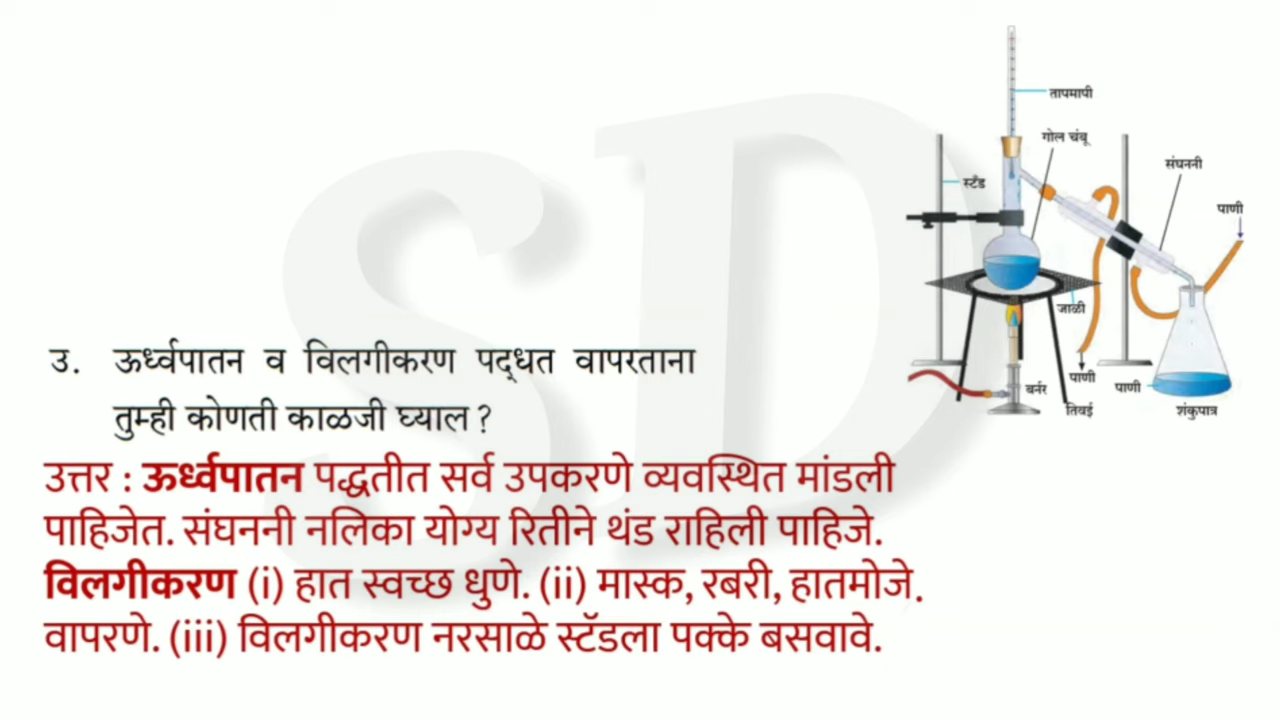 तापमापी
गोल चंबू
संघननी
स्टँड
पाणी
जाळी
पाणी
बर्नर
पाणी
तिवई
शंकुपात्र
SD
उ. ऊर्ध्वपातन व विलगीकरण पद्धत वापरताना
तुम्ही कोणती काळजी घ्याल ?
उत्तर : ऊर्ध्वपातन पद्धतीत सर्व उपकरणे व्यवस्थित मांडली
पाहिजेत. संघननी नलिका योग्य रितीने थंड राहिली पाहिजे.
विलगीकरण (i) हात स्वच्छ धुणे. (ii) मास्क, रबरी, हातमोजे.
वापरणे. (iii) विलगीकरण नरसाळे स्टॅडला पक्के बसवावे.